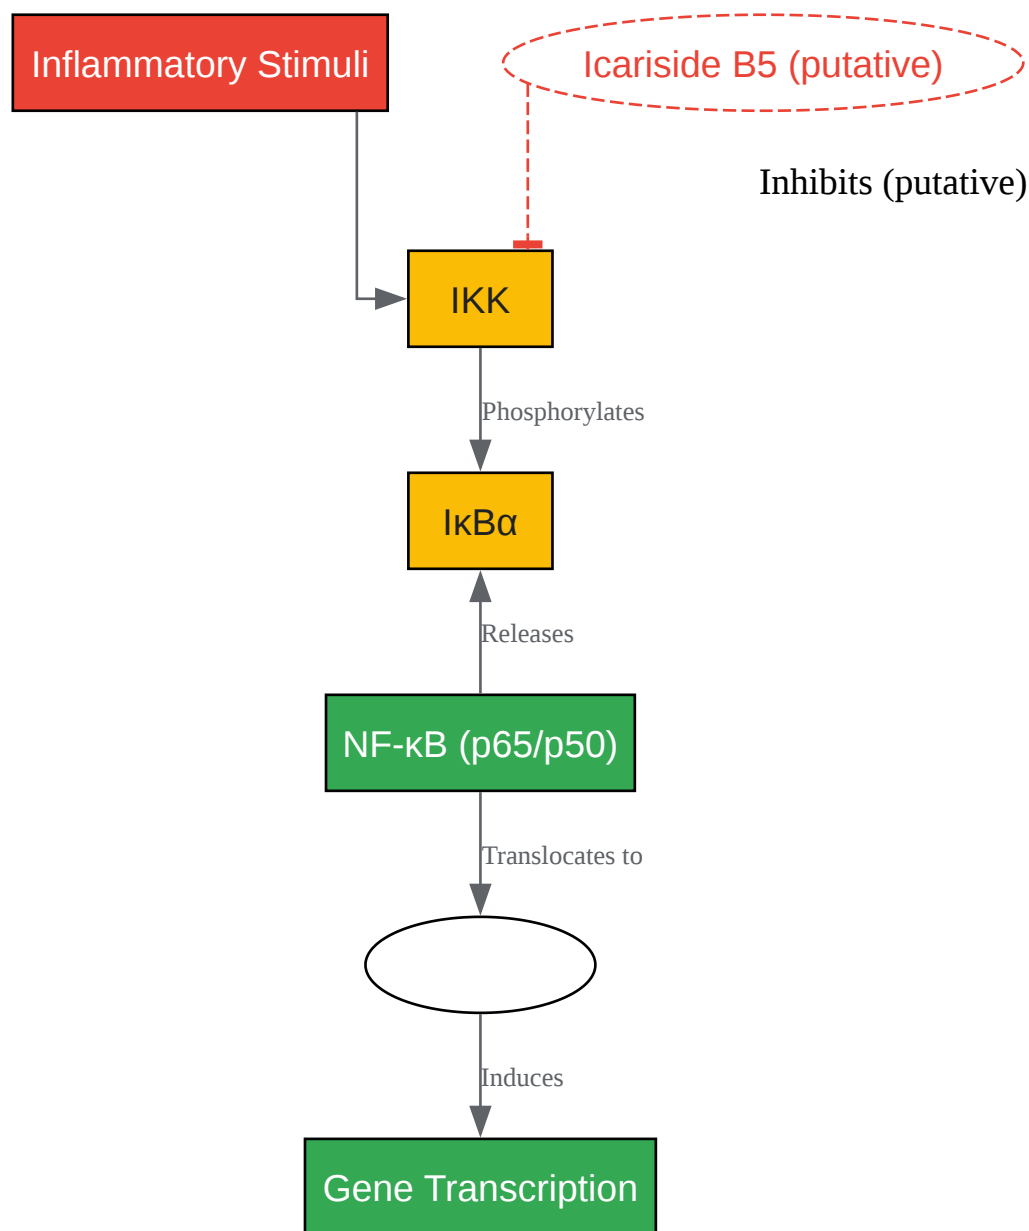 Inflammatory Stimuli
Icariside B5 (putative)
Inhibits (putative)
IKK
Phosphorylates
IκBα
Releases
NF-κB (p65/p50)
Translocates to
Induces
Gene Transcription